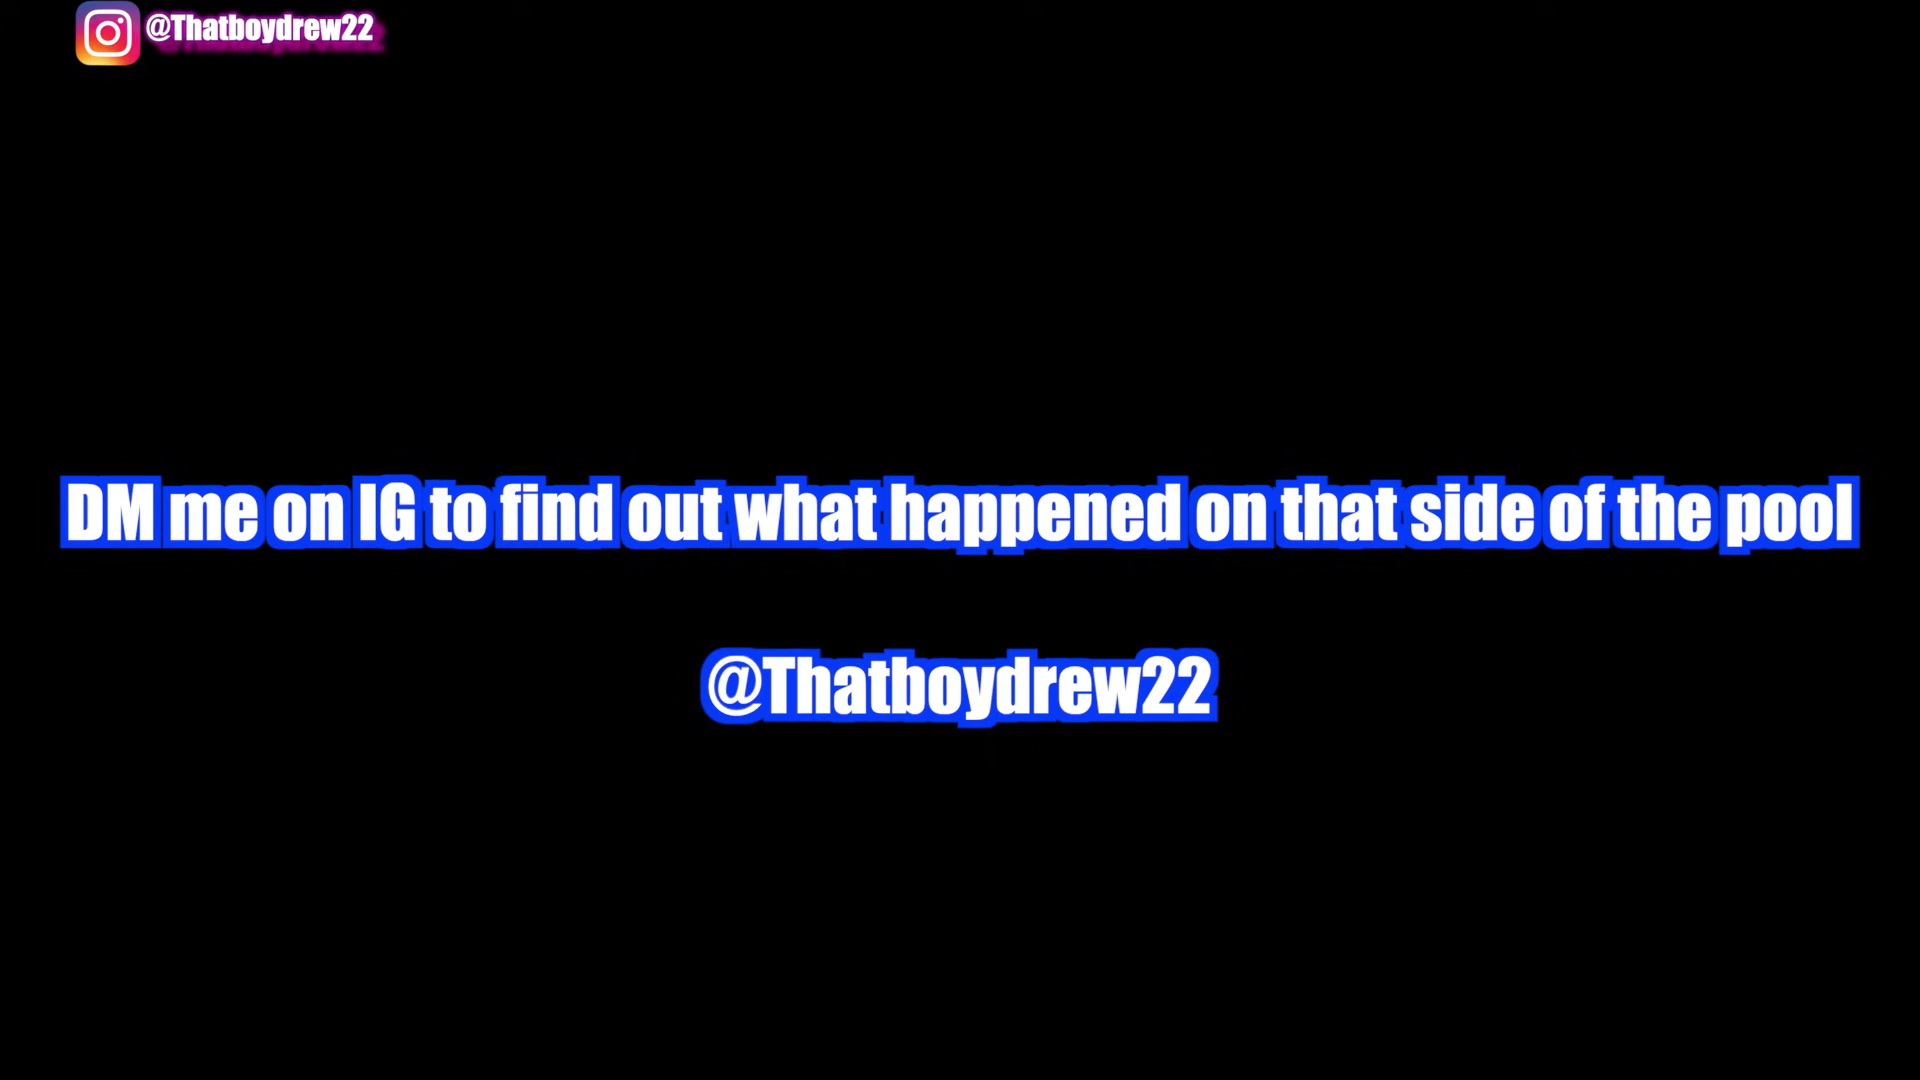 @Thatboydrew22
DM me on IG to find out what happened on that side of the pool
@Thatboydrew22